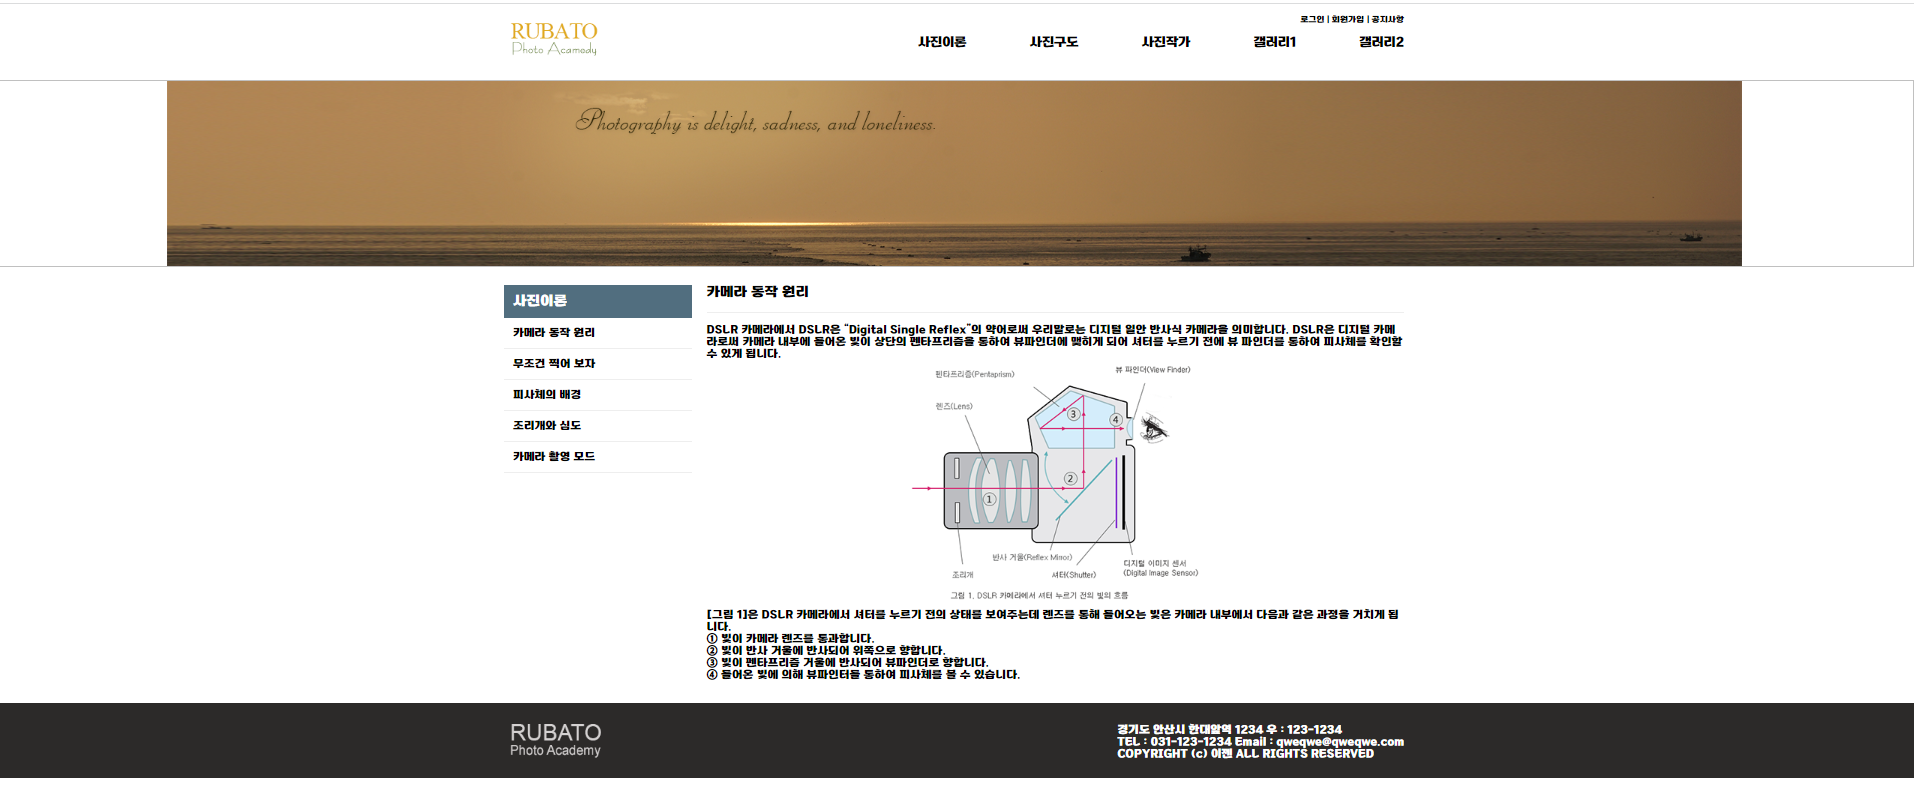 RUBATO
Photo Acamedy
로그인 | 회원가입 | 공지사항
사진이론 사진구도 사진작가 갤러리1 갤러리2
Photography is delight, sadness, and loneliness.
사진이론
카메라 동작 원리
무조건 찍어 보자
피사체의 배경
조리개와 심도
카메라 촬영 모드
카메라 동작 원리
DSLR 카메라에서 DSLR은 “Digital Single Reflex”의 약어로써 우리말로는 디지털 일안 반사식 카메라을 의미합니다. DSLR은 디지털 카메
라로써 카메라 내부에 들어온 빛이 상단의 펜타프리즘을 통하여 뷰파인더에 맺히게 되어 셔터를 누르기 전에 뷰 파인더를 통하여 피사체를 확인할
수 있게 됩니다.
펜타프리즘(Pentaprism)
뷰 파인더(View Finder)
렌즈(Lens)
③
④
②
①
반사 거울(Reflex Mirror)
조리개
셔터(Shutter)
디지털 이미지 센서
(Digital Image Sensor)
그림 1. DSLR 카메라에서 셔터 누르기 전의 빛의 흐름
[그림 1]은 DSLR 카메라에서 셔터를 누르기 전의 상태를 보여주는데 렌즈를 통해 들어오는 빛은 카메라 내부에서 다음과 같은 과정을 거치게 됩
니다.
① 빛이 카메라 렌즈를 통과합니다.
② 빛이 반사 거울에 반사되어 위쪽으로 향합니다.
③ 빛이 펜타프리즘 거울에 반사되어 뷰파인더로 향합니다.
④ 들어온 빛에 의해 뷰파인터를 통하여 피사체를 볼 수 있습니다.
RUBATO
Photo Academy
경기도 안산시 한대앞역 1234 우 : 123-1234
TEL : 031-123-1234 Email : qweqwe@qweqwe.com
COPYRIGHT (c) 이젠 ALL RIGHTS RESERVED